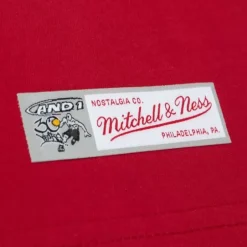 AND1
NOSTALGIA CO.
Mitchell & Ness
PHILADELPHIA, PA.